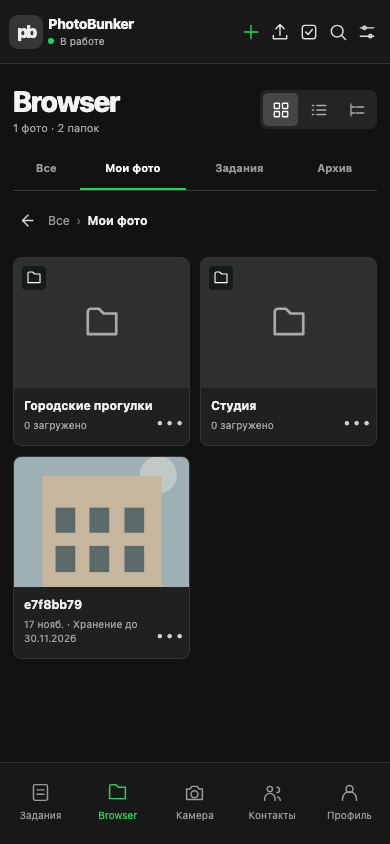 pb
PhotoBunker
В работе
Browser
1 фото · 2 папок
Все
Мои фото
Задания
Архив
Все › Мои фото
Городские прогулки
0 загружено
Студия
0 загружено
e7f8bb79
17 нояб. · Хранение до
30.11.2026
Задания
Browser
Камера
Контакты
Профиль